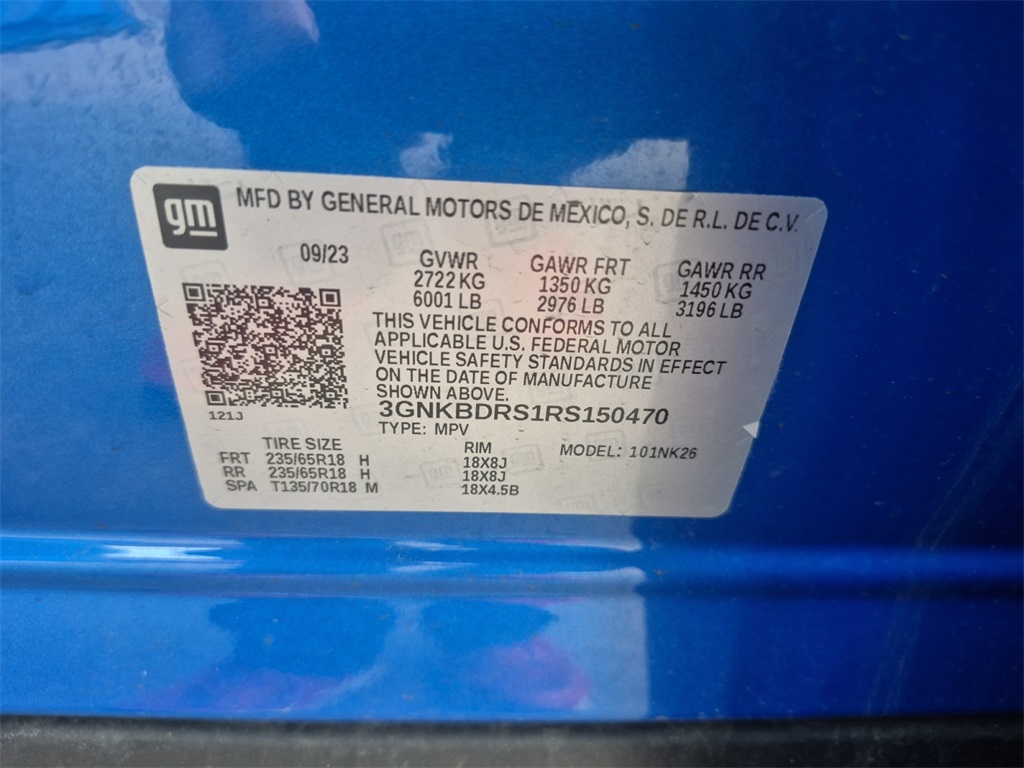 gm
MFD BY GENERAL MOTORS DE MEXICO, S. DE R.L. DE C.V.
09/23
GVWR GAWR FRT GAWR RR
2722 KG 1350 KG 1450 KG
6001 LB 2976 LB 3196 LB
THIS VEHICLE CONFORMS TO ALL
APPLICABLE U.S. FEDERAL MOTOR
VEHICLE SAFETY STANDARDS IN EFFECT
ON THE DATE OF MANUFACTURE
SHOWN ABOVE.
121J
3GNKBDRS1RS150470
TYPE: MPV
TIRE SIZE RIM MODEL: 101NK26
FRT 235/65R18 H 18X8J
RR 235/65R18 H 18X8J
SPA T135/70R18 M 18X4.5B